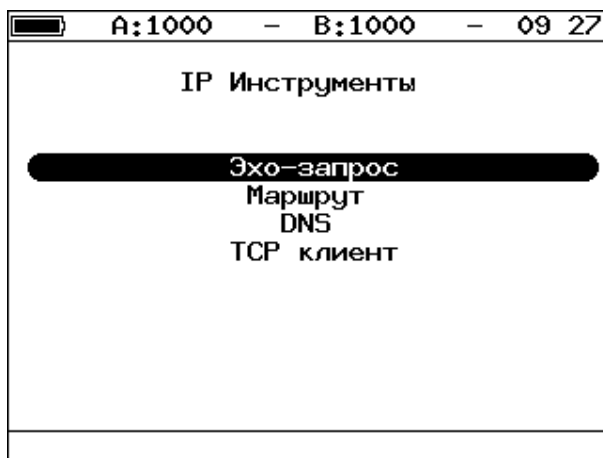 A:1000 – B:1000 – 09 27
IP Инструменты
Эхо-запрос
Маршрут
DNS
TCP клиент